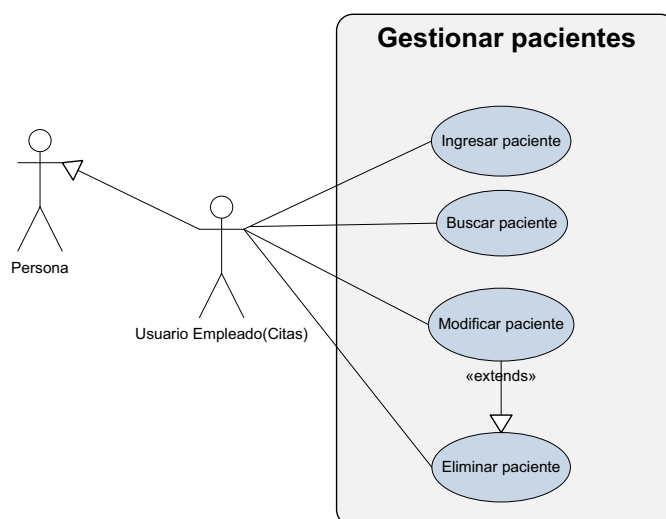 Gestionar pacientes
Ingresar paciente
Buscar paciente
Persona
Usuario Empleado(Citas)
Modificar paciente
«extends»
Eliminar paciente